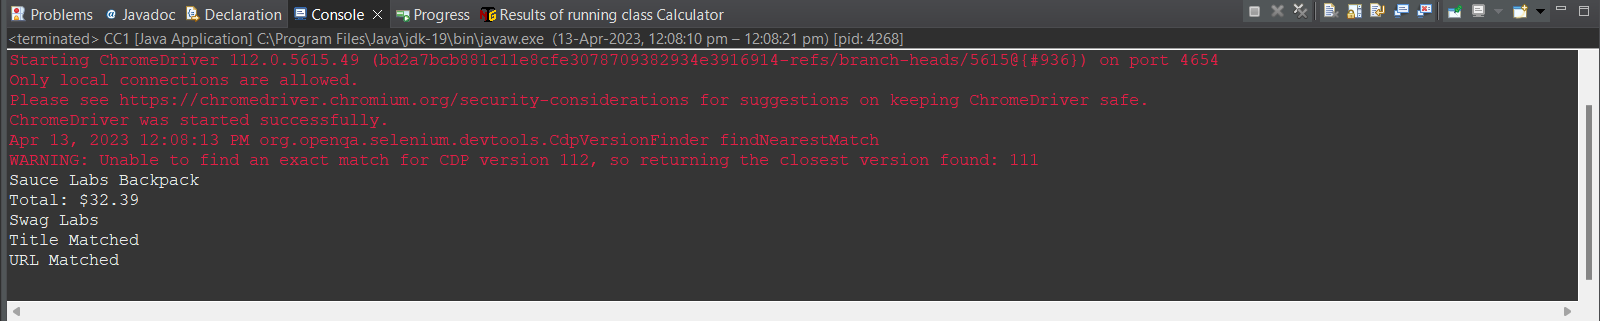 Problems Javadoc Declaration Console Progress Results of running class Calculator
<terminated> CC1 [Java Application] C:\Program Files\Java\jdk-19\bin\javaw.exe (13-Apr-2023, 12:08:10 pm – 12:08:21 pm) [pid: 4268]
Starting ChromeDriver 112.0.5615.49 (bd2a7bcb881c11e8cfe3078709382934e3916914-refs/branch-heads/5615@{#936}) on port 4654
Only local connections are allowed.
Please see https://chromedriver.chromium.org/security-considerations for suggestions on keeping ChromeDriver safe.
ChromeDriver was started successfully.
Apr 13, 2023 12:08:13 PM org.openqa.selenium.devtools.CdpVersionFinder findNearestMatch
WARNING: Unable to find an exact match for CDP version 112, so returning the closest version found: 111
Sauce Labs Backpack
Total: $32.39
Swag Labs
Title Matched
URL Matched